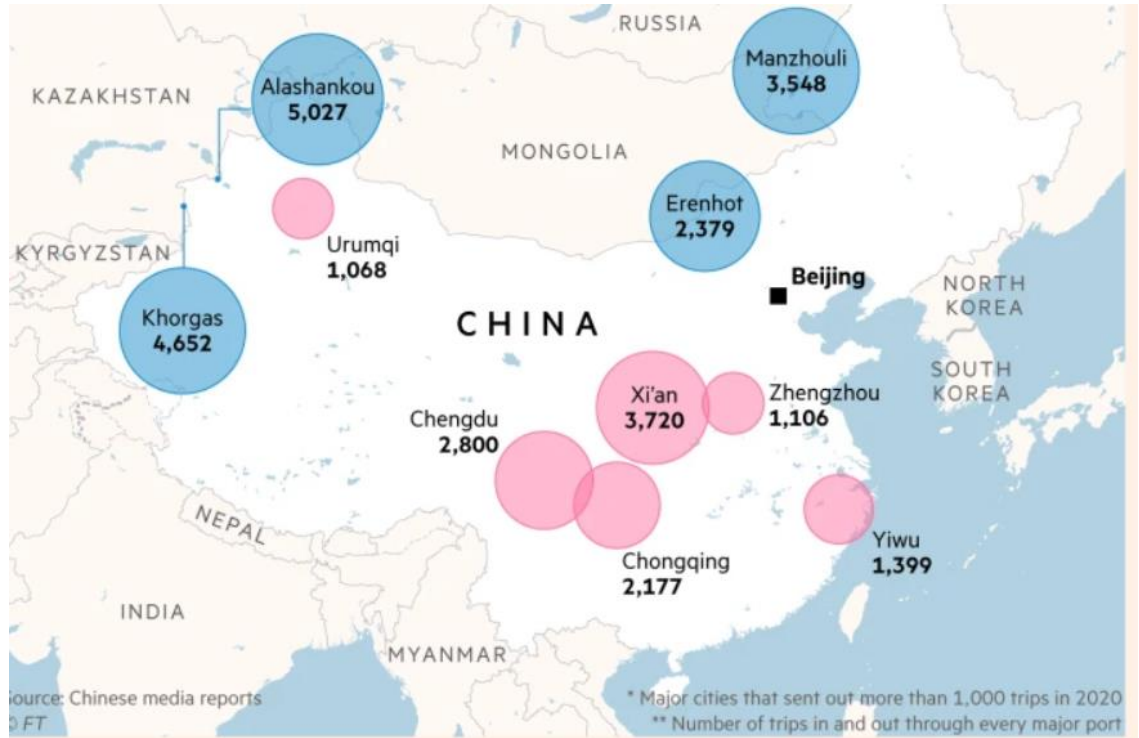 RUSSIA
Manzhouli
3,548
Alashankou
5,027
KAZAKHSTAN
MONGOLIA
Erenhot
2,379
KYRGYZSTAN
Urumqi
1,068
Beijing
NORTH
KOREA
Khorgas
4,652
CHINA
SOUTH
KOREA
Xi'an
3,720
Zhengzhou
1,106
Chengdu
2,800
NEPAL
Yiwu
1,399
Chongqing
2,177
INDIA
MYANMAR
Source: Chinese media reports
© FT
* Major cities that sent out more than 1,000 trips in 2020
** Number of trips in and out through every major port